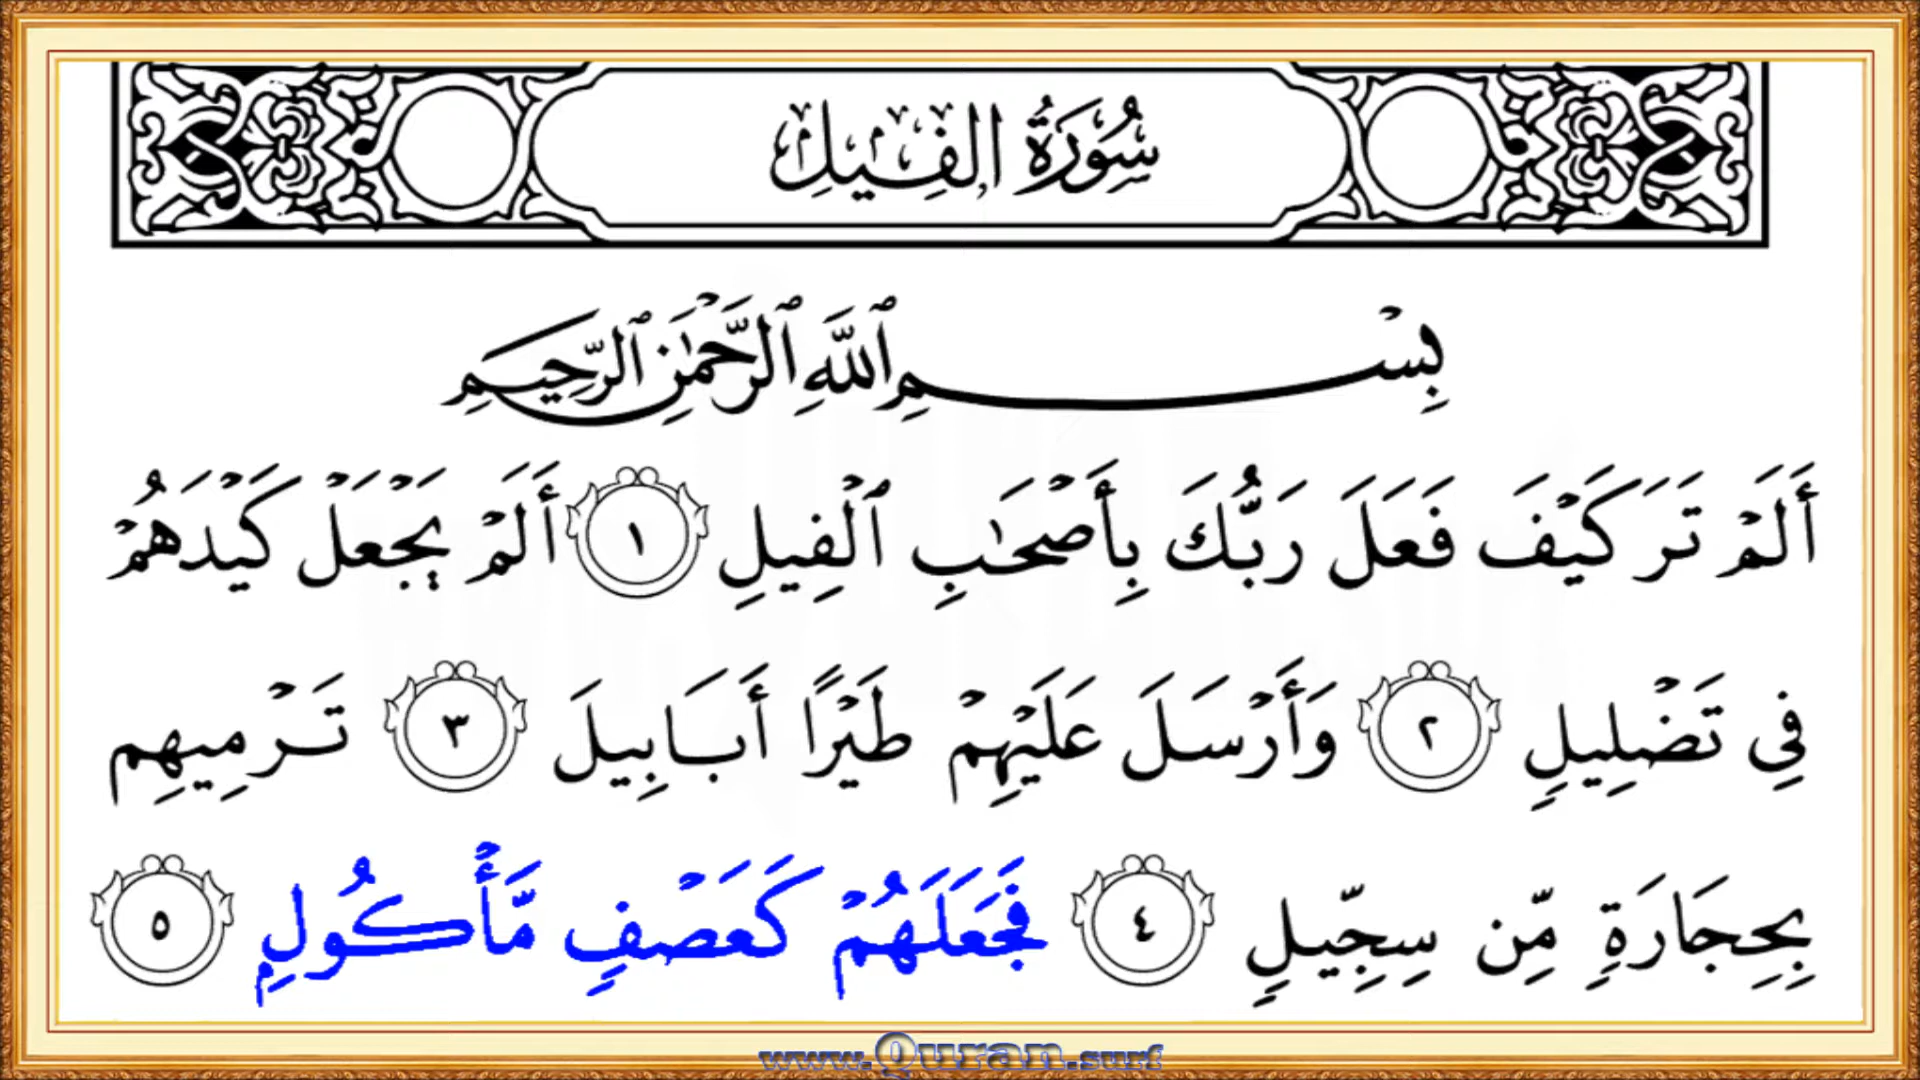 سُورَةُ الفِيلِ
بِسۡمِ ٱللَّهِ ٱلرَّحۡمَٰنِ ٱلرَّحِيمِ
أَلَمۡ تَرَ كَيۡفَ فَعَلَ رَبُّكَ بِأَصۡحَٰبِ ٱلۡفِيلِ ١ أَلَمۡ يَجۡعَلۡ كَيۡدَهُمۡ
فِي تَضۡلِيلٖ ٢ وَأَرۡسَلَ عَلَيۡهِمۡ طَيۡرًا أَبَابِيلَ ٣ تَرۡمِيهِم
بِحِجَارَةٖ مِّن سِجِّيلٖ ٤ فَجَعَلَهُمۡ كَعَصۡفٖ مَّأۡكُولِۭ ٥
www.Quran.surf